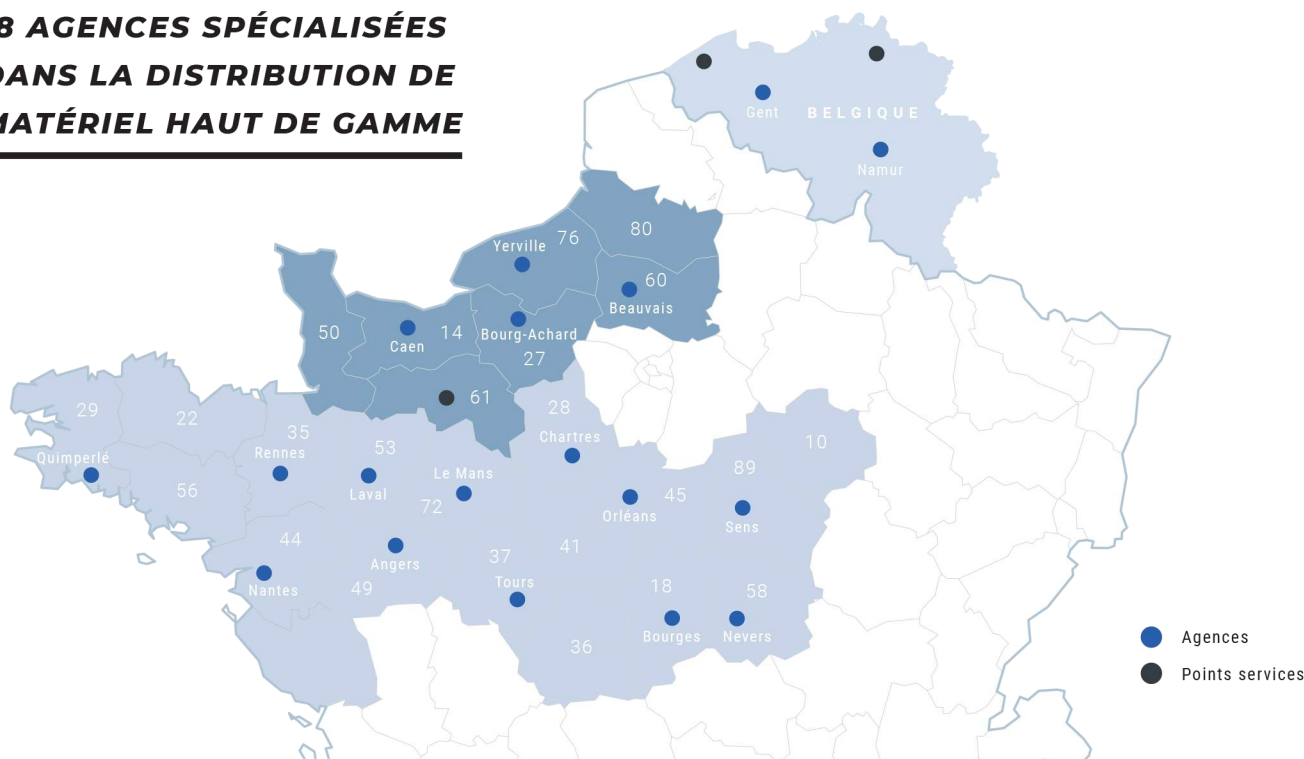 8 AGENCES SPÉCIALISÉES
DANS LA DISTRIBUTION DE
MATÉRIEL HAUT DE GAMME
Gent
BELGIQUE
Namur
80
76
Yerville
60
Beauvais
50
14
Caen
Bourg-Achard
27
61
29
22
28
35
Chartres
10
Rennes
53
Quimperlé
Le Mans
89
56
Laval
45
72
Orléans
Sens
44
41
37
Angers
Tours
18
58
Nantes
49
Bourges
Nevers
36
Agences
Points services